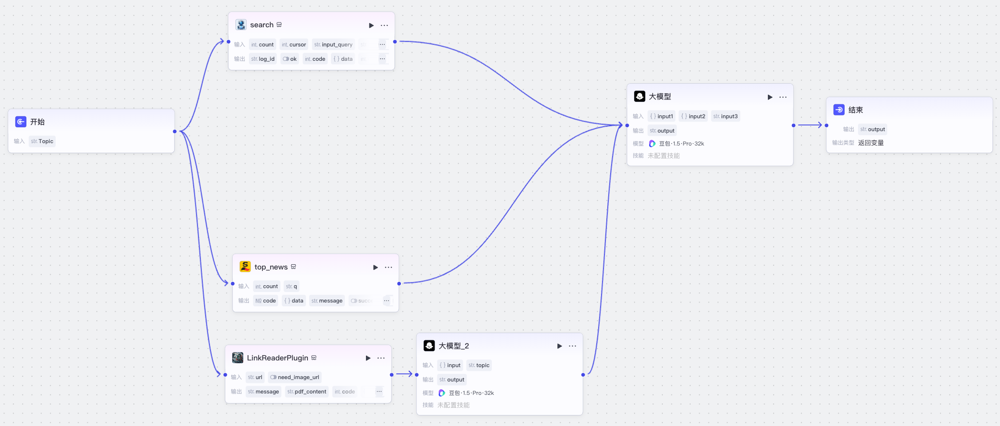 search
输入 int. count int. cursor str. input_query ...
输出 str. log_id ok int. code { } data ...
开始
输入 str. Topic
大模型
输入 { } input1 { } input2 str. input3
输出 str. output
模型 豆包·1.5·Pro·32k
技能 未配置技能
结束
输出 str. output
输出类型 返回变量
top_news
输入 int. count str. q
输出 NO code { } data str. message succ ...
LinkReaderPlugin
输入 str. url need_image_url
输出 str. message str. pdf_content int. code ...
大模型_2
输入 { } input str. topic
输出 str. output
模型 豆包·1.5·Pro·32k
技能 未配置技能